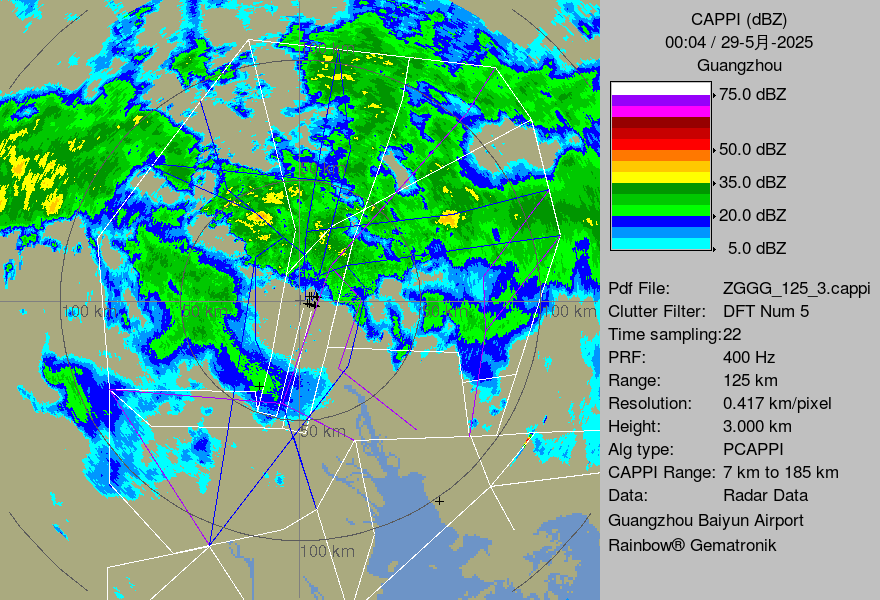 CAPPI (dBZ)
00:04 / 29-5月-2025
Guangzhou
75.0 dBZ
50.0 dBZ
35.0 dBZ
20.0 dBZ
5.0 dBZ
Pdf File: ZGGG_125_3.cappi
Clutter Filter: DFT Num 5
Time sampling:22
PRF: 400 Hz
Range: 125 km
Resolution: 0.417 km/pixel
Height: 3.000 km
Alg type: PCAPPI
CAPPI Range: 7 km to 185 km
Data: Radar Data
Guangzhou Baiyun Airport
Rainbow® Gematronik
100 km
50 km
50 km
100 km
50 km
100 km